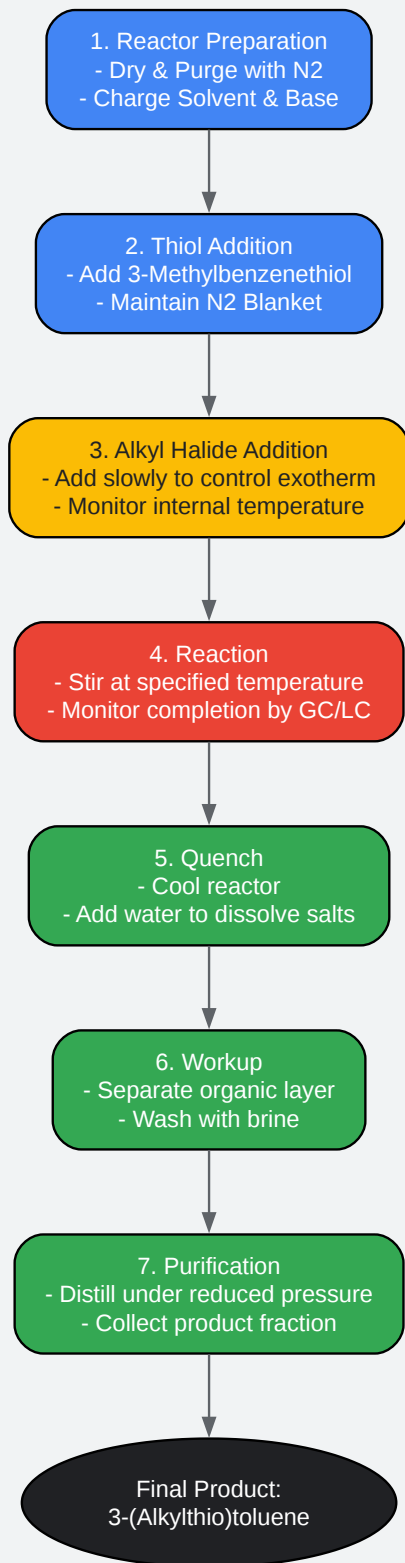 1. Reactor Preparation
- Dry & Purge with N2
- Charge Solvent & Base
2. Thiol Addition
- Add 3-Methylbenzenethiol
- Maintain N2 Blanket
3. Alkyl Halide Addition
- Add slowly to control exotherm
- Monitor internal temperature
4. Reaction
- Stir at specified temperature
- Monitor completion by GC/LC
5. Quench
- Cool reactor
- Add water to dissolve salts
6. Workup
- Separate organic layer
- Wash with brine
7. Purification
- Distill under reduced pressure
- Collect product fraction
Final Product:
3-(Alkylthio)toluene